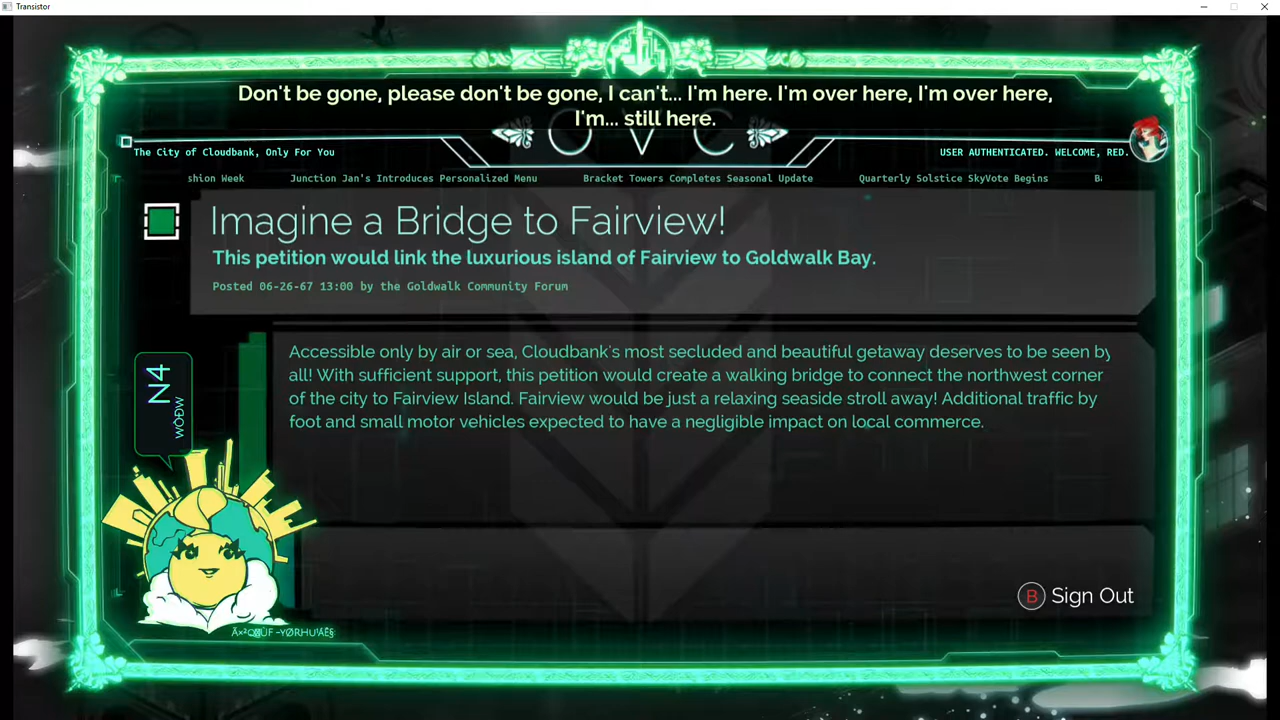 Transistor
Don't be gone, please don't be gone, I can't... I'm here. I'm over here, I'm over here,
I'm... still here.
OVC
The City of Cloudbank, Only For You
USER AUTHENTICATED. WELCOME, RED.
shion Week Junction Jan's Introduces Personalized Menu Bracket Towers Completes Seasonal Update Quarterly Solstice SkyVote Begins
Imagine a Bridge to Fairview!
This petition would link the luxurious island of Fairview to Goldwalk Bay.
Posted 06-26-67 13:00 by the Goldwalk Community Forum
Accessible only by air or sea, Cloudbank's most secluded and beautiful getaway deserves to be seen by
all! With sufficient support, this petition would create a walking bridge to connect the northwest corner
of the city to Fairview Island. Fairview would be just a relaxing seaside stroll away! Additional traffic by
foot and small motor vehicles expected to have a negligible impact on local commerce.
N4
B Sign Out